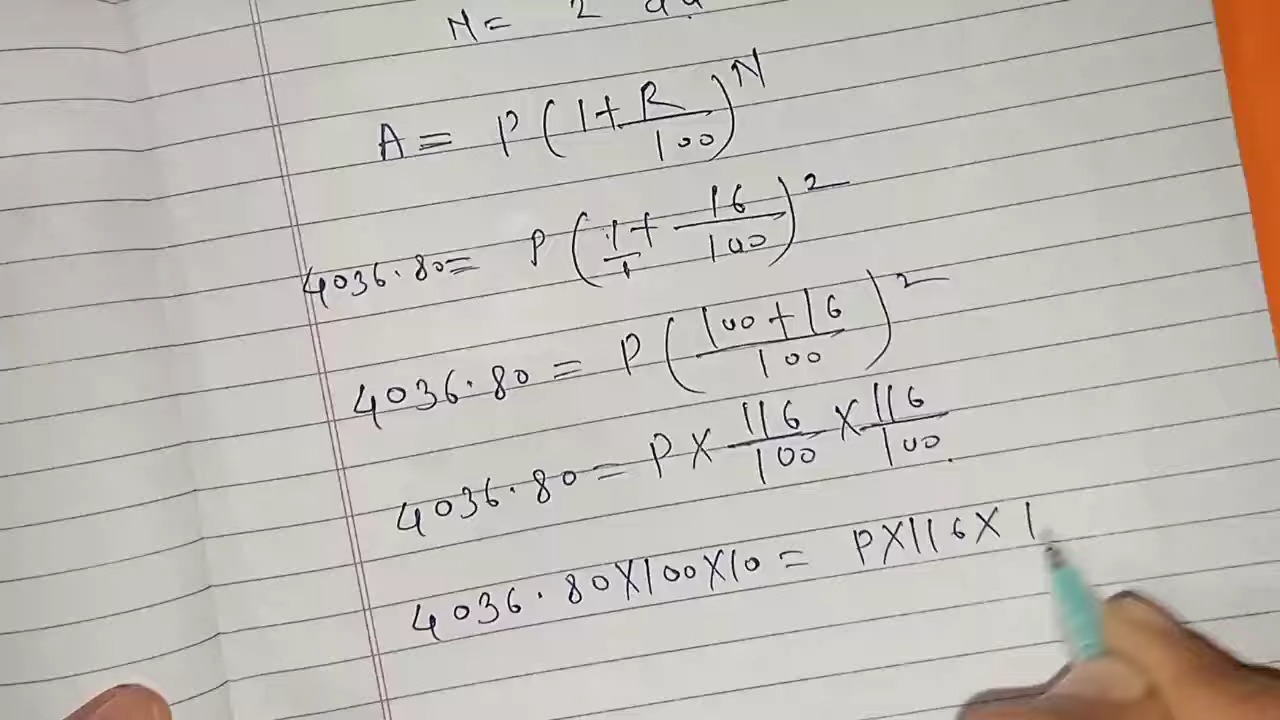 N = 2
A = P(1+R/100)^N
4036.80 = P(1/1+16/100)^2
4036.80 = P(100+16/100)^2
4036.80 = P×116/100×116/100.
4036.80×100×10 = P×116×1